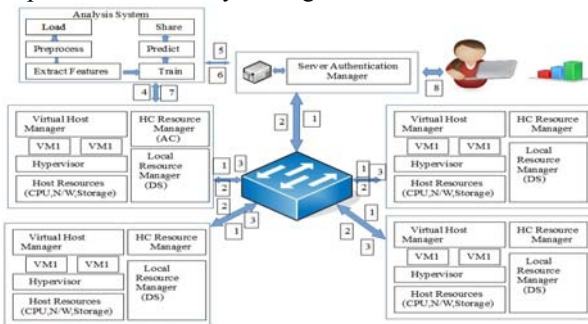 Analysis System
Load
Share
Preprocess
Predict
Extract Features
Train
5
6
Server Authentication
Manager
8
4
7
2
1
Virtual Host
Manager
HC Resource
Manager
(AC)
VM1
VM1
Hypervisor
Local
Resource
Manager
(DS)
Host Resources
(CPU,N/W,Storage)
1
3
2
2
1
3
Virtual Host
Manager
HC Resource
Manager
VM1
VM1
Hypervisor
Local
Resource
Manager
(DS)
Host Resources
(CPU,N/W,Storage)
1
3
2
1
2
3
Virtual Host
Manager
HC Resource
Manager
VM1
VM1
Hypervisor
Local
Resource
Manager
(DS)
Host Resources
(CPU,N/W,Storage)
Virtual Host
Manager
HC Resource
Manager
VM1
VM1
Hypervisor
Local
Resource
Manager
(DS)
Host Resources
(CPU,N/W,Storage)